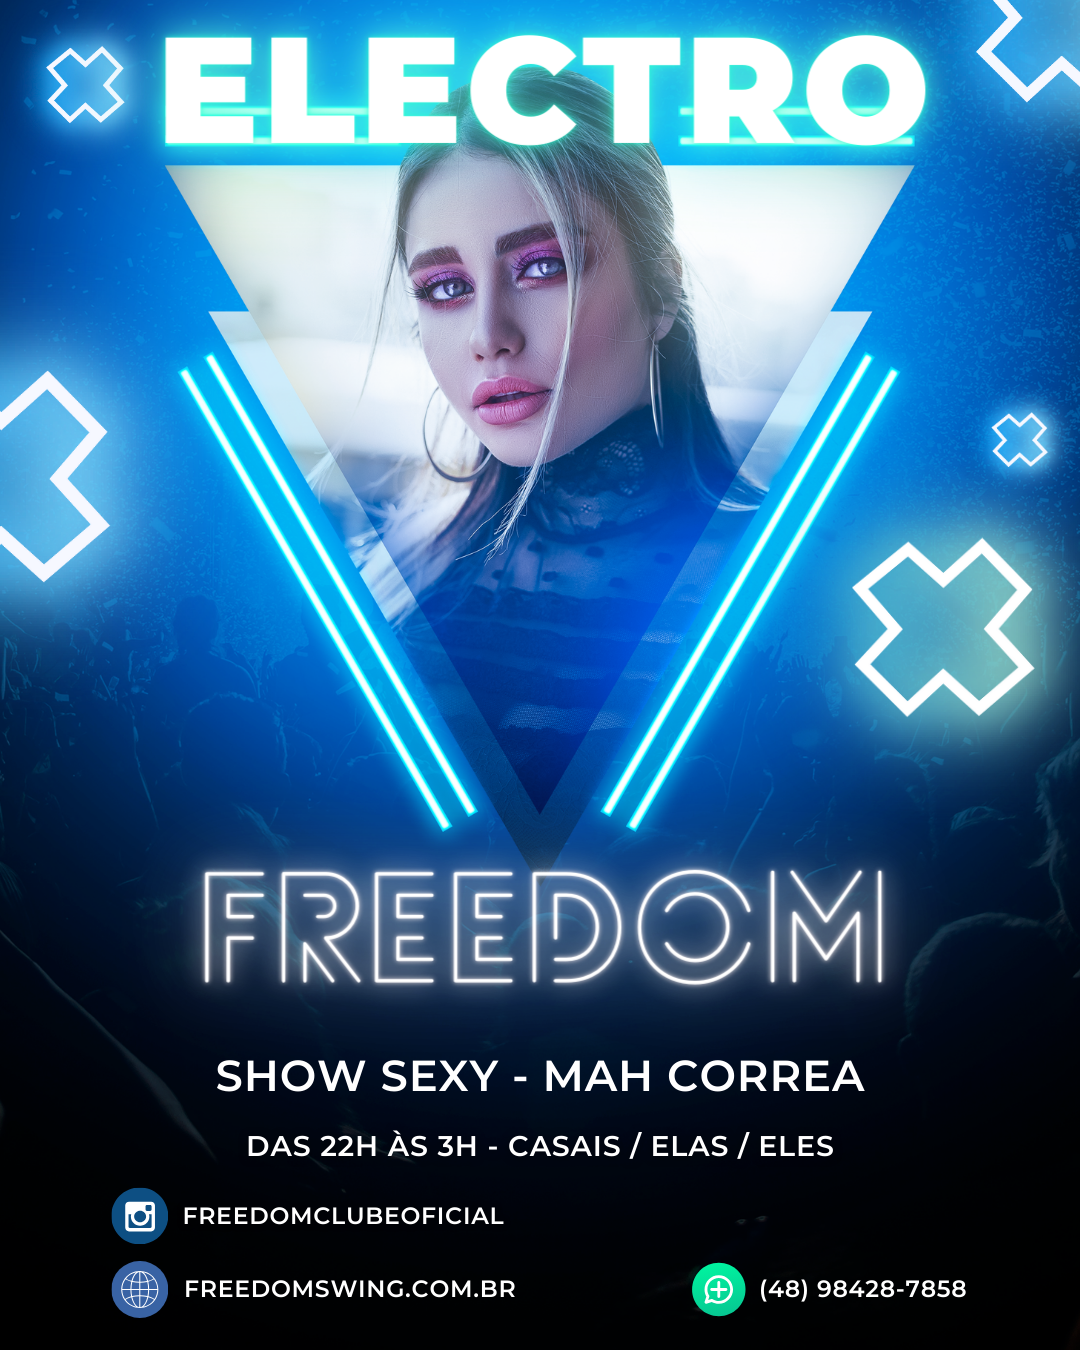 ELECTRO
FREEDOM
SHOW SEXY - MAH CORREA
DAS 22H ÀS 3H - CASAIS / ELAS / ELES
FREEDOMCLUBEOFICIAL
FREEDOMSWING.COM.BR
(48) 98428-7858